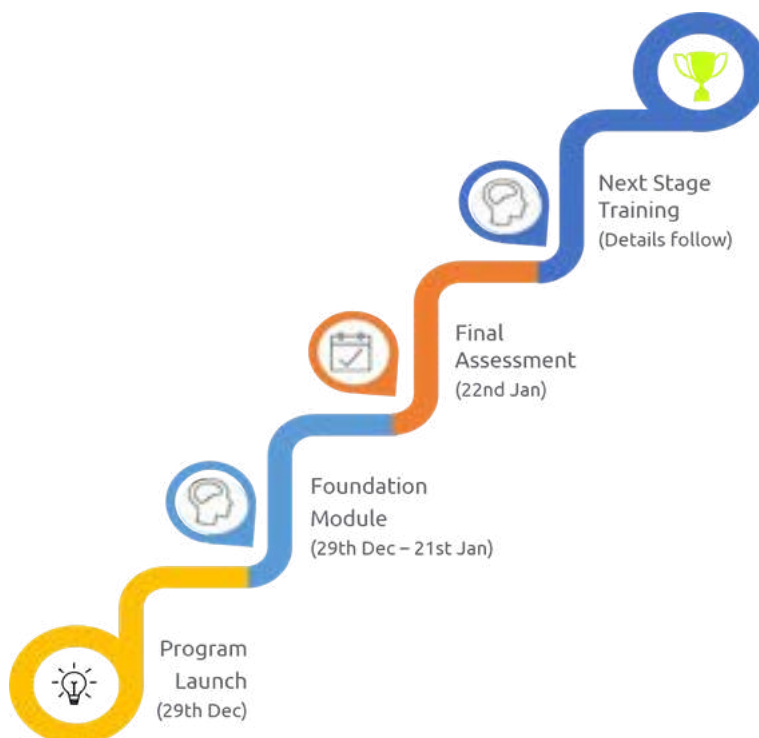 Next Stage
Training
(Details follow)
Final
Assessment
(22nd Jan)
Foundation
Module
(29th Dec – 21st Jan)
Program
Launch
(29th Dec)